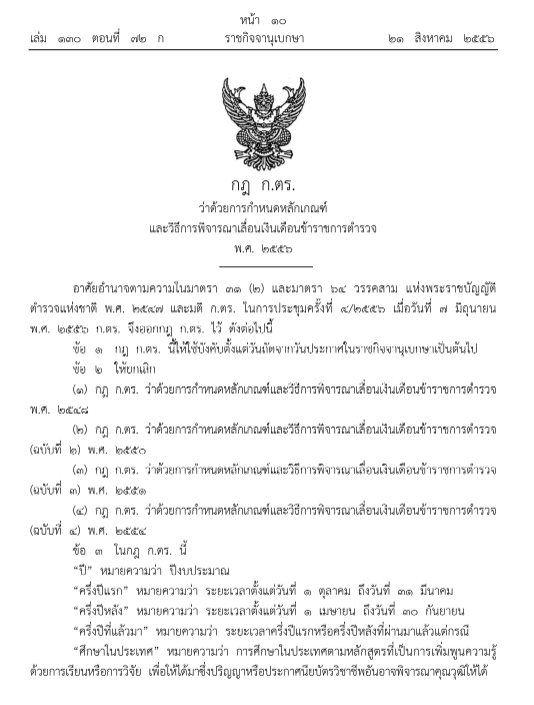 หน้า ๑๐
เล่ม ๑๓๐ ตอนที่ ๗๒ ก ราชกิจจานุเบกษา ๒๑ สิงหาคม ๒๕๕๖
กฎ ก.ตร.
ว่าด้วยการกำหนดหลักเกณฑ์
และวิธีการพิจารณาเลื่อนเงินเดือนข้าราชการตำรวจ
พ.ศ. ๒๕๕๖
อาศัยอำนาจตามความในมาตรา ๓๑ (๒) และมาตรา ๖๔ วรรคสาม แห่งพระราชบัญญัติ
ตำรวจแห่งชาติ พ.ศ. ๒๕๔๗ และมติ ก.ตร. ในการประชุมครั้งที่ ๔/๒๕๕๖ เมื่อวันที่ ๗ มิถุนายน
พ.ศ. ๒๕๕๖ ก.ตร. จึงออกกฎ ก.ตร. ไว้ ดังต่อไปนี้
ข้อ ๑ กฎ ก.ตร. นี้ให้ใช้บังคับตั้งแต่วันถัดจากวันประกาศในราชกิจจานุเบกษาเป็นต้นไป
ข้อ ๒ ให้ยกเลิก
(๑) กฎ ก.ตร. ว่าด้วยการกำหนดหลักเกณฑ์และวิธีการพิจารณาเลื่อนเงินเดือนข้าราชการตำรวจ
พ.ศ. ๒๕๔๘
(๒) กฎ ก.ตร. ว่าด้วยการกำหนดหลักเกณฑ์และวิธีการพิจารณาเลื่อนเงินเดือนข้าราชการตำรวจ
(ฉบับที่ ๒) พ.ศ. ๒๕๕๐
(๓) กฎ ก.ตร. ว่าด้วยการกำหนดหลักเกณฑ์และวิธีการพิจารณาเลื่อนเงินเดือนข้าราชการตำรวจ
(ฉบับที่ ๓) พ.ศ. ๒๕๕๑
(๔) กฎ ก.ตร. ว่าด้วยการกำหนดหลักเกณฑ์และวิธีการพิจารณาเลื่อนเงินเดือนข้าราชการตำรวจ
(ฉบับที่ ๔) พ.ศ. ๒๕๕๔
ข้อ ๓ ในกฎ ก.ตร. นี้
“ปี” หมายความว่า ปีงบประมาณ
“ครึ่งปีแรก” หมายความว่า ระยะเวลาตั้งแต่วันที่ ๑ ตุลาคม ถึงวันที่ ๓๑ มีนาคม
“ครึ่งปีหลัง” หมายความว่า ระยะเวลาตั้งแต่วันที่ ๑ เมษายน ถึงวันที่ ๓๐ กันยายน
“ครึ่งปีที่แล้วมา” หมายความว่า ระยะเวลาครึ่งปีแรกหรือครึ่งปีหลังที่ผ่านมาแล้วแต่กรณี
“ศึกษาในประเทศ” หมายความว่า การศึกษาในประเทศตามหลักสูตรที่เป็นการเพิ่มพูนความรู้
ด้วยการเรียนหรือการวิจัย เพื่อให้ได้มาซึ่งปริญญาหรือประกาศนียบัตรวิชาชีพอันอาจพิจารณาคุณวุฒิให้ได้